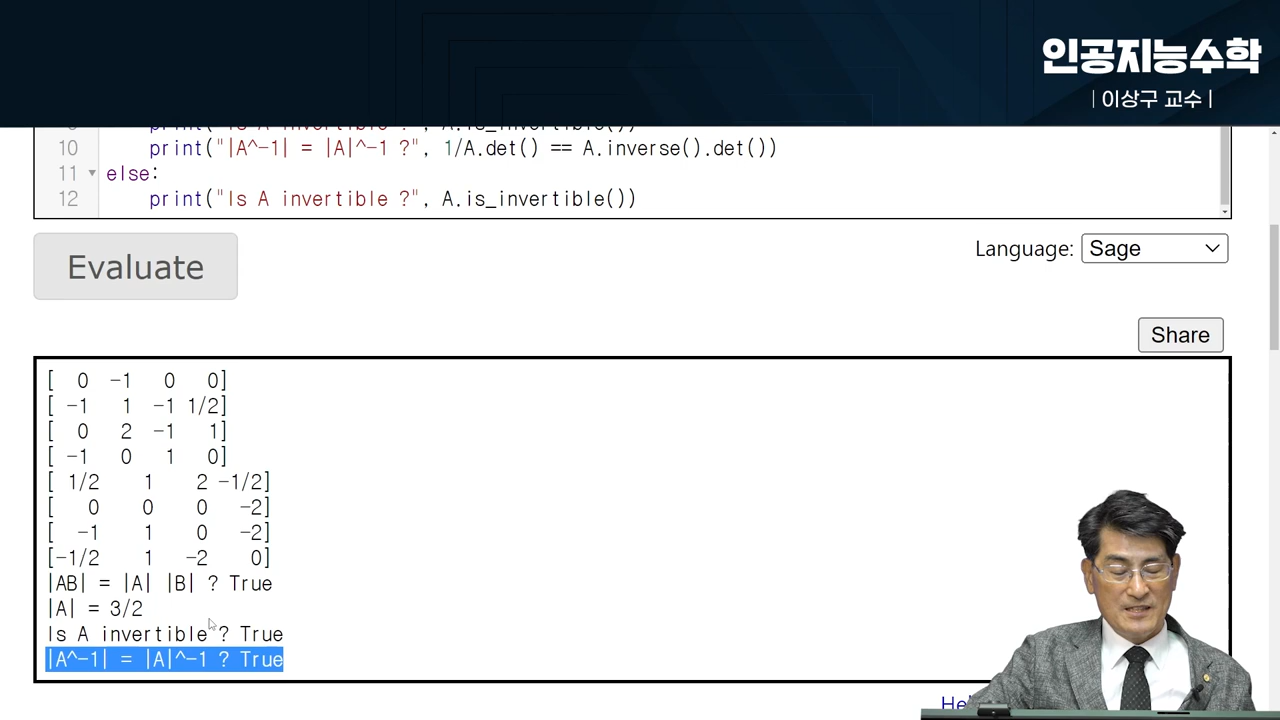 인공지능수학
| 이상구 교수 |
print("Is A invertible ?", A.is_invertible())
10 print("|A^-1| = |A|^-1 ?", 1/A.det() == A.inverse().det())
11 else:
12 print("Is A invertible ?", A.is_invertible())
Evaluate
Language: Sage
Share
[ 0 -1 0 0]
[ -1 1 -1 1/2]
[ 0 2 -1 1]
[ -1 0 1 0]
[ 1/2 1 2 -1/2]
[ 0 0 0 -2]
[ -1 1 0 -2]
[-1/2 1 -2 0]
|AB| = |A| |B| ? True
|A| = 3/2
Is A invertible ? True
|A^-1| = |A|^-1 ? True